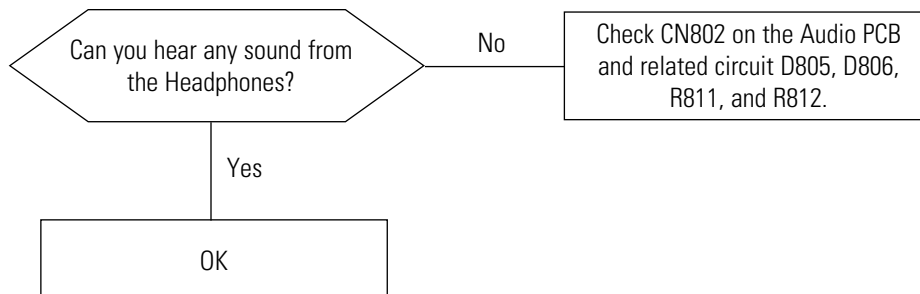 Can you hear any sound from
the Headphones?
No
Check CN802 on the Audio PCB
and related circuit D805, D806,
R811, and R812.
Yes
OK